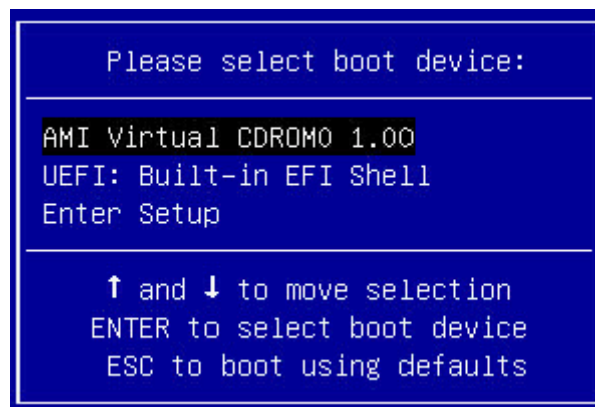 Please select boot device:
AMI Virtual CDROM0 1.00
UEFI: Built-in EFI Shell
Enter Setup
↑ and ↓ to move selection
ENTER to select boot device
ESC to boot using defaults